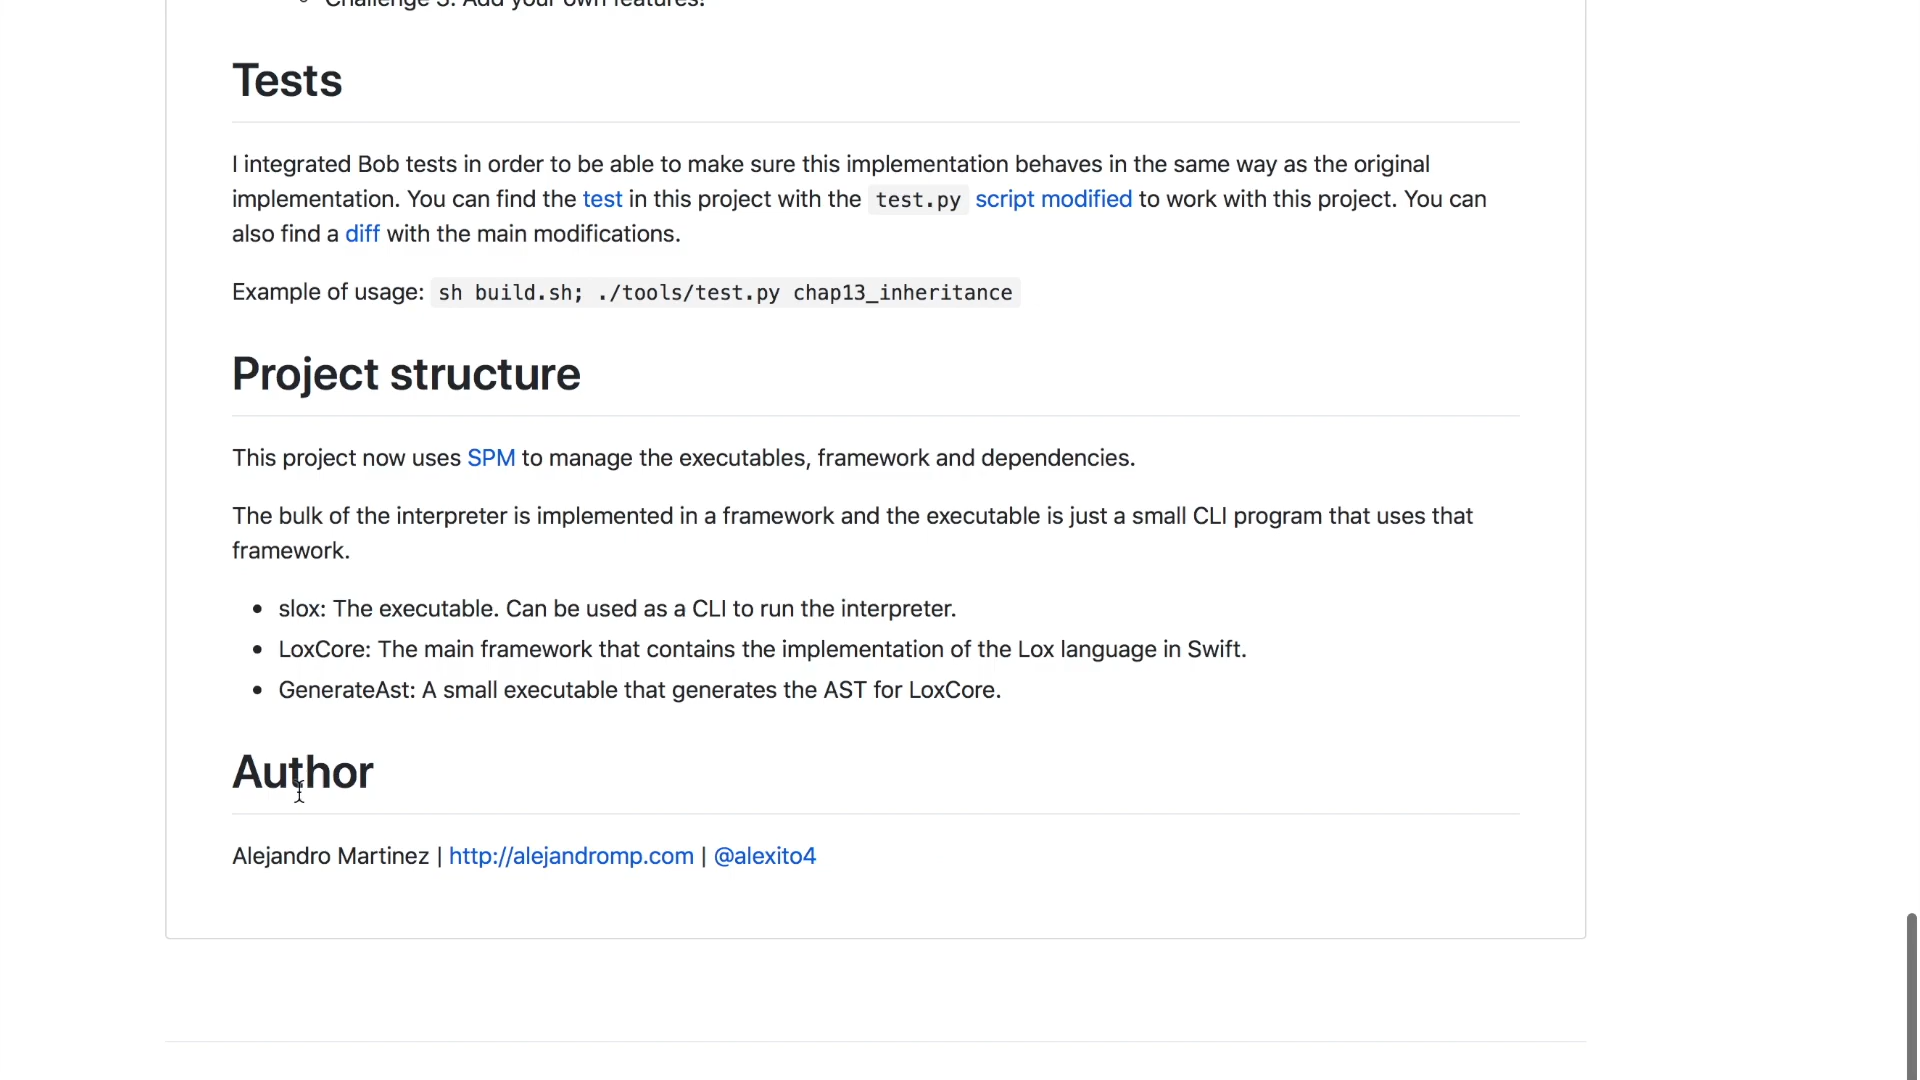 Challenge 3: Add your own features!
Tests
I integrated Bob tests in order to be able to make sure this implementation behaves in the same way as the original
implementation. You can find the test in this project with the test.py script modified to work with this project. You can
also find a diff with the main modifications.
Example of usage: sh build.sh; ./tools/test.py chap13_inheritance
Project structure
This project now uses SPM to manage the executables, framework and dependencies.
The bulk of the interpreter is implemented in a framework and the executable is just a small CLI program that uses that
framework.
• slox: The executable. Can be used as a CLI to run the interpreter.
• LoxCore: The main framework that contains the implementation of the Lox language in Swift.
• GenerateAst: A small executable that generates the AST for LoxCore.
Author
Alejandro Martinez | http://alejandromp.com | @alexito4